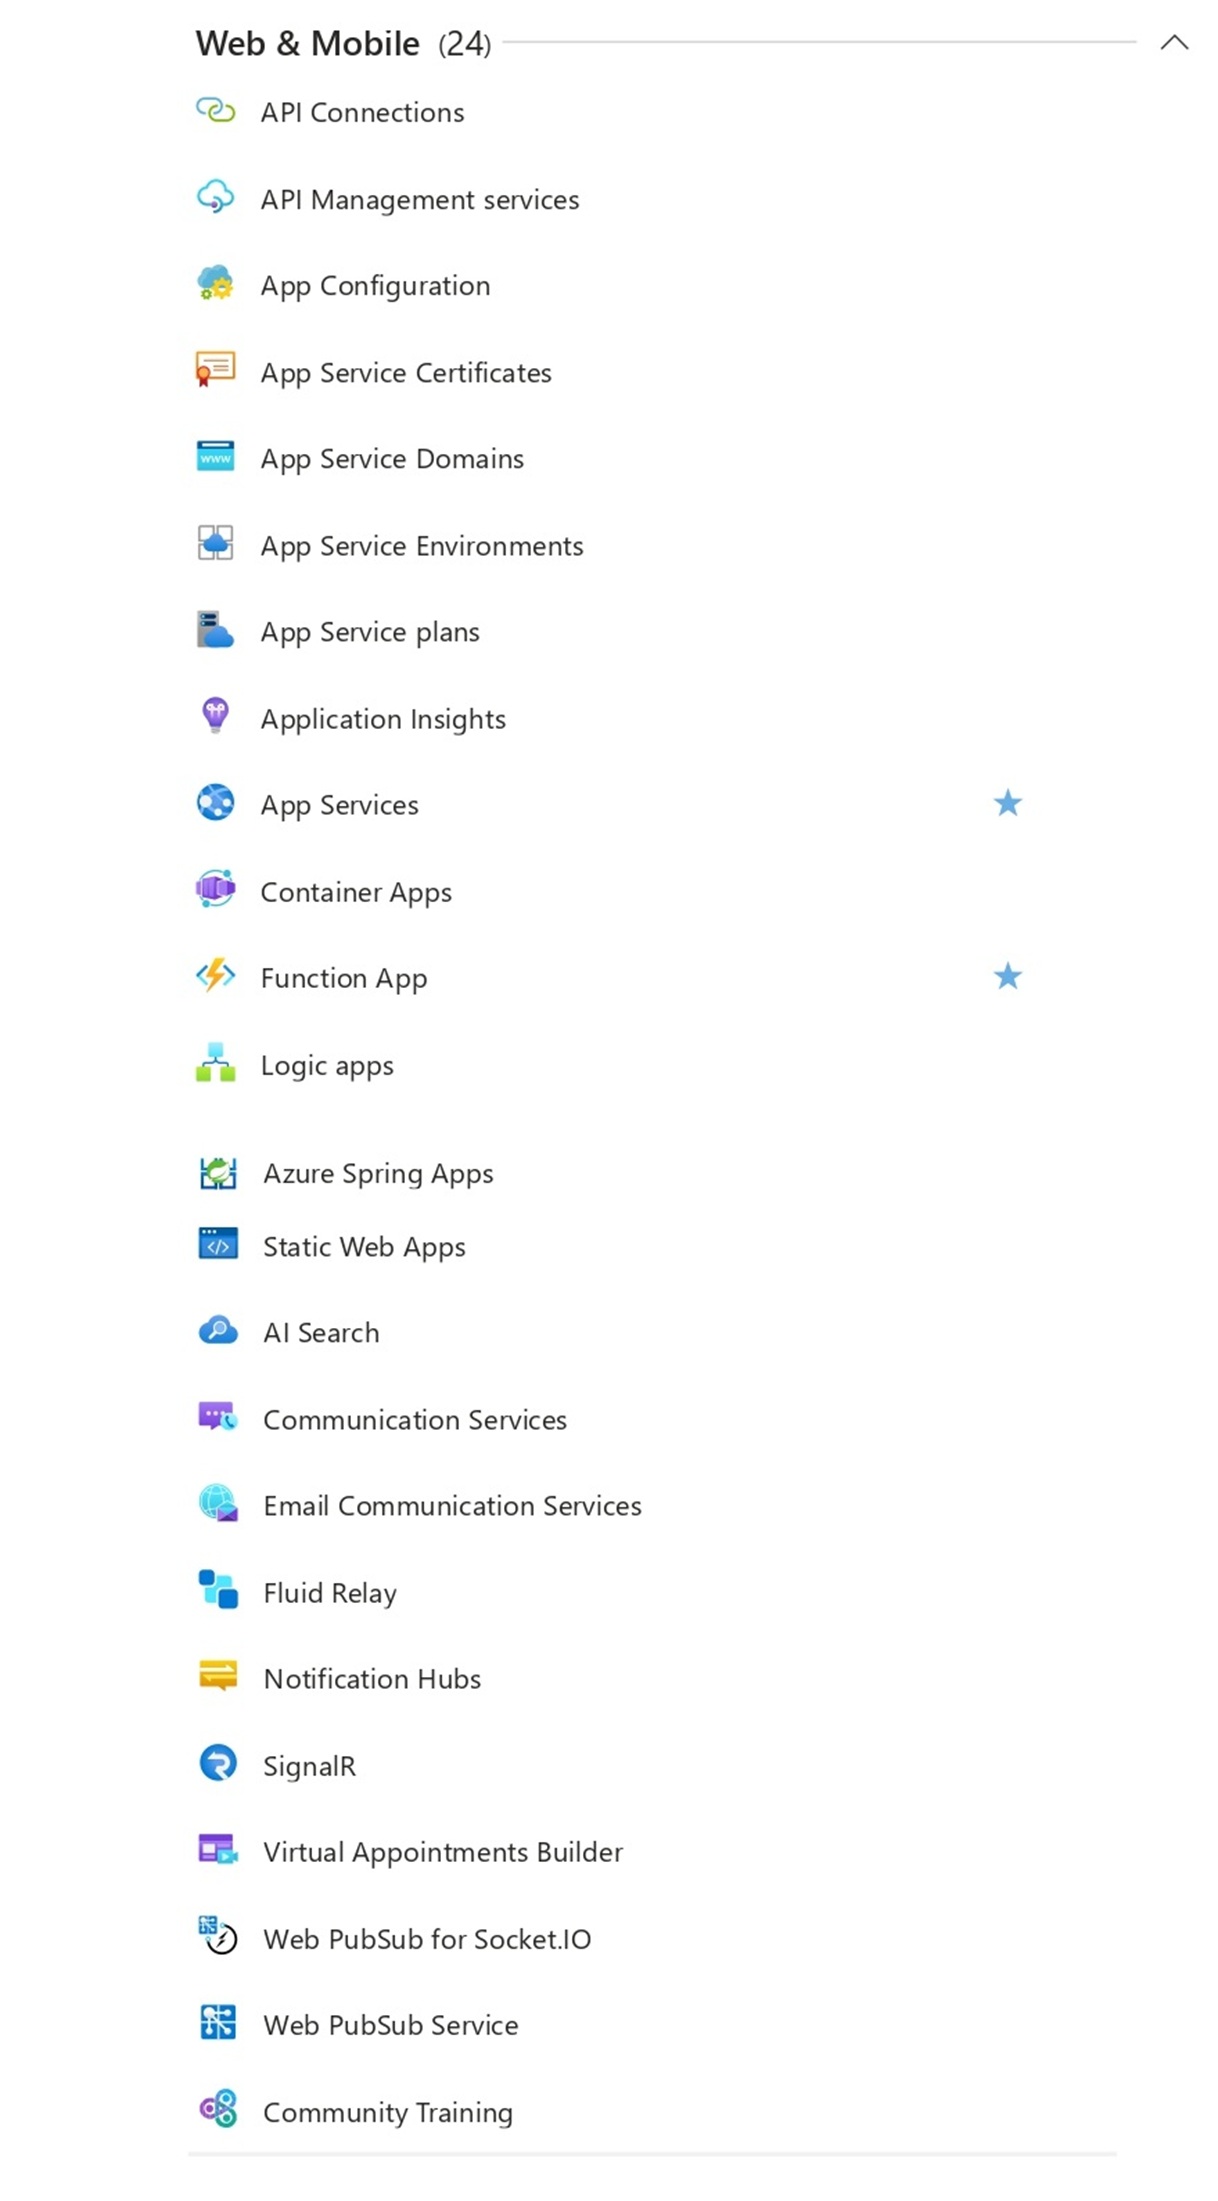 Web & Mobile (24)
API Connections
API Management services
App Configuration
App Service Certificates
www
App Service Domains
App Service Environments
App Service plans
Application Insights
App Services
Container Apps
Function App
Logic apps
Azure Spring Apps
Static Web Apps
AI Search
Communication Services
Email Communication Services
Fluid Relay
Notification Hubs
SignalR
Virtual Appointments Builder
Web PubSub for Socket.IO
Web PubSub Service
Community Training